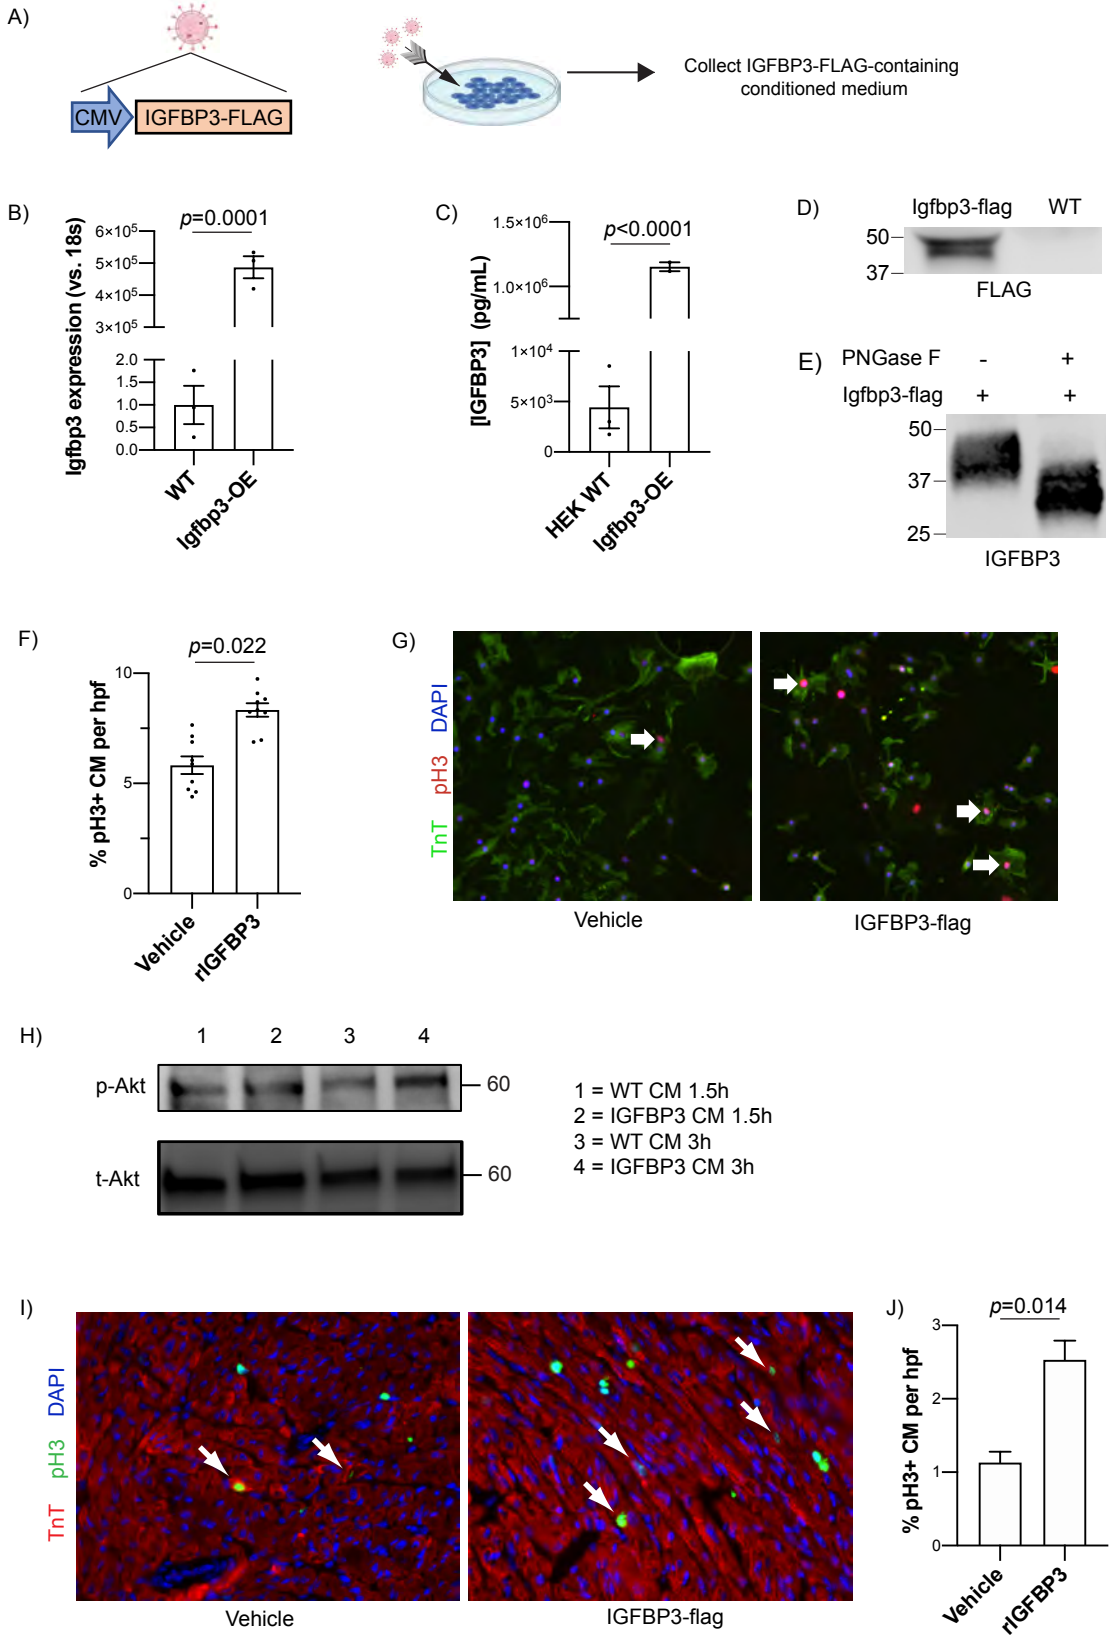 A)
CMV
IGFBP3-FLAG
Collect IGFBP3-FLAG-containing
conditioned medium
B)
Igfbp3 expression (vs. 18s)
p=0.0001
6×10⁵
5×10⁵
4×10⁵
3×10⁵
2.0
1.5
1.0
0.5
0.0
WT
Igfbp3-OE
C)
[IGFBP3] (pg/mL)
p<0.0001
1.5×10⁶
1.0×10⁶
1×10⁴
5×10³
0
HEK WT
Igfbp3-OE
D)
Igfbp3-flag WT
50
37
FLAG
E)
PNGase F - +
Igfbp3-flag + +
50
37
25
IGFBP3
F)
% pH3+ CM per hpf
p=0.022
10
5
0
Vehicle
rIGFBP3
G)
TnT pH3 DAPI
Vehicle
IGFBP3-flag
H)
1 2 3 4
p-Akt
60
t-Akt
60
1 = WT CM 1.5h
2 = IGFBP3 CM 1.5h
3 = WT CM 3h
4 = IGFBP3 CM 3h
I)
TnT pH3 DAPI
Vehicle
IGFBP3-flag
J)
% pH3+ CM per hpf
p=0.014
3
2
1
0
Vehicle
rIGFBP3